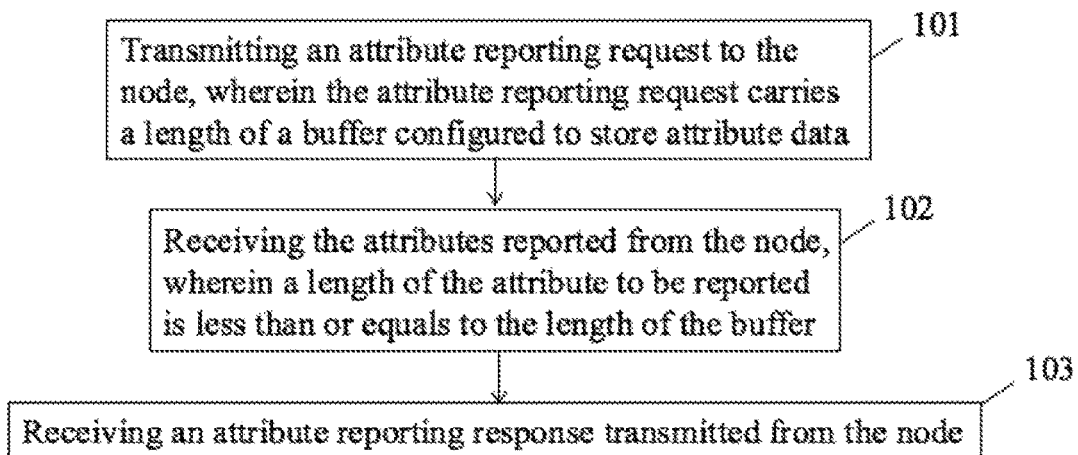 101
Transmitting an attribute reporting request to the
node, wherein the attribute reporting request carries
a length of a buffer configured to store attribute data
102
Receiving the attributes reported from the node,
wherein a length of the attribute to be reported
is less than or equals to the length of the buffer
103
Receiving an attribute reporting response transmitted from the node